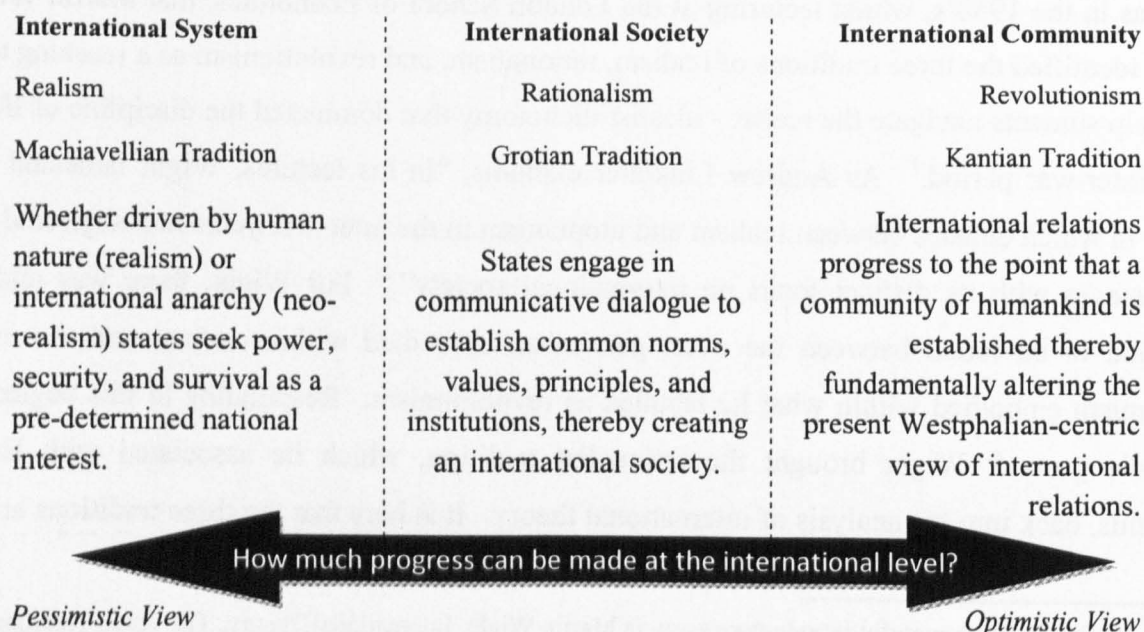 International System
Realism
Machiavellian Tradition
Whether driven by human
nature (realism) or
international anarchy (neo-
realism) states seek power,
security, and survival as a
pre-determined national
interest.
International Society
Rationalism
Grotian Tradition
States engage in
communicative dialogue to
establish common norms,
values, principles, and
institutions, thereby creating
an international society.
International Community
Revolutionism
Kantian Tradition
International relations
progress to the point that a
community of humankind is
established thereby
fundamentally altering the
present Westphalian-centric
view of international
relations.
How much progress can be made at the international level?
Pessimistic View
Optimistic View